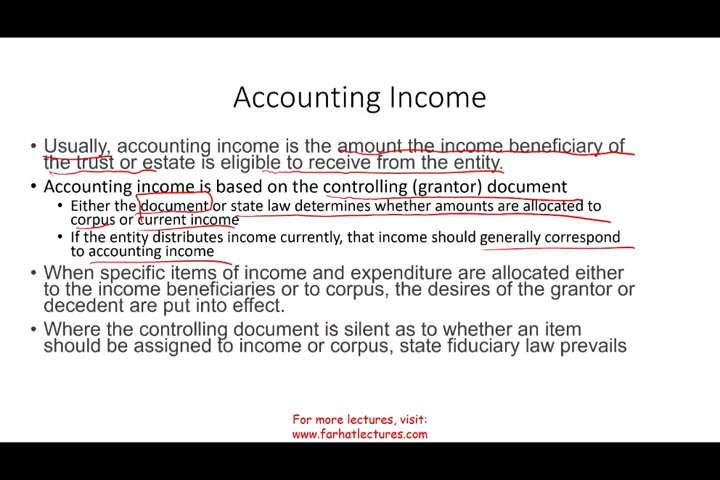 Accounting Income
• Usually, accounting income is the amount the income beneficiary of
the trust or estate is eligible to receive from the entity.
• Accounting income is based on the controlling (grantor) document
• Either the document or state law determines whether amounts are allocated to
corpus or current income
• If the entity distributes income currently, that income should generally correspond
to accounting income
• When specific items of income and expenditure are allocated either
to the income beneficiaries or to corpus, the desires of the grantor or
decedent are put into effect.
• Where the controlling document is silent as to whether an item
should be assigned to income or corpus, state fiduciary law prevails
For more lectures, visit:
www.farhatlectures.com